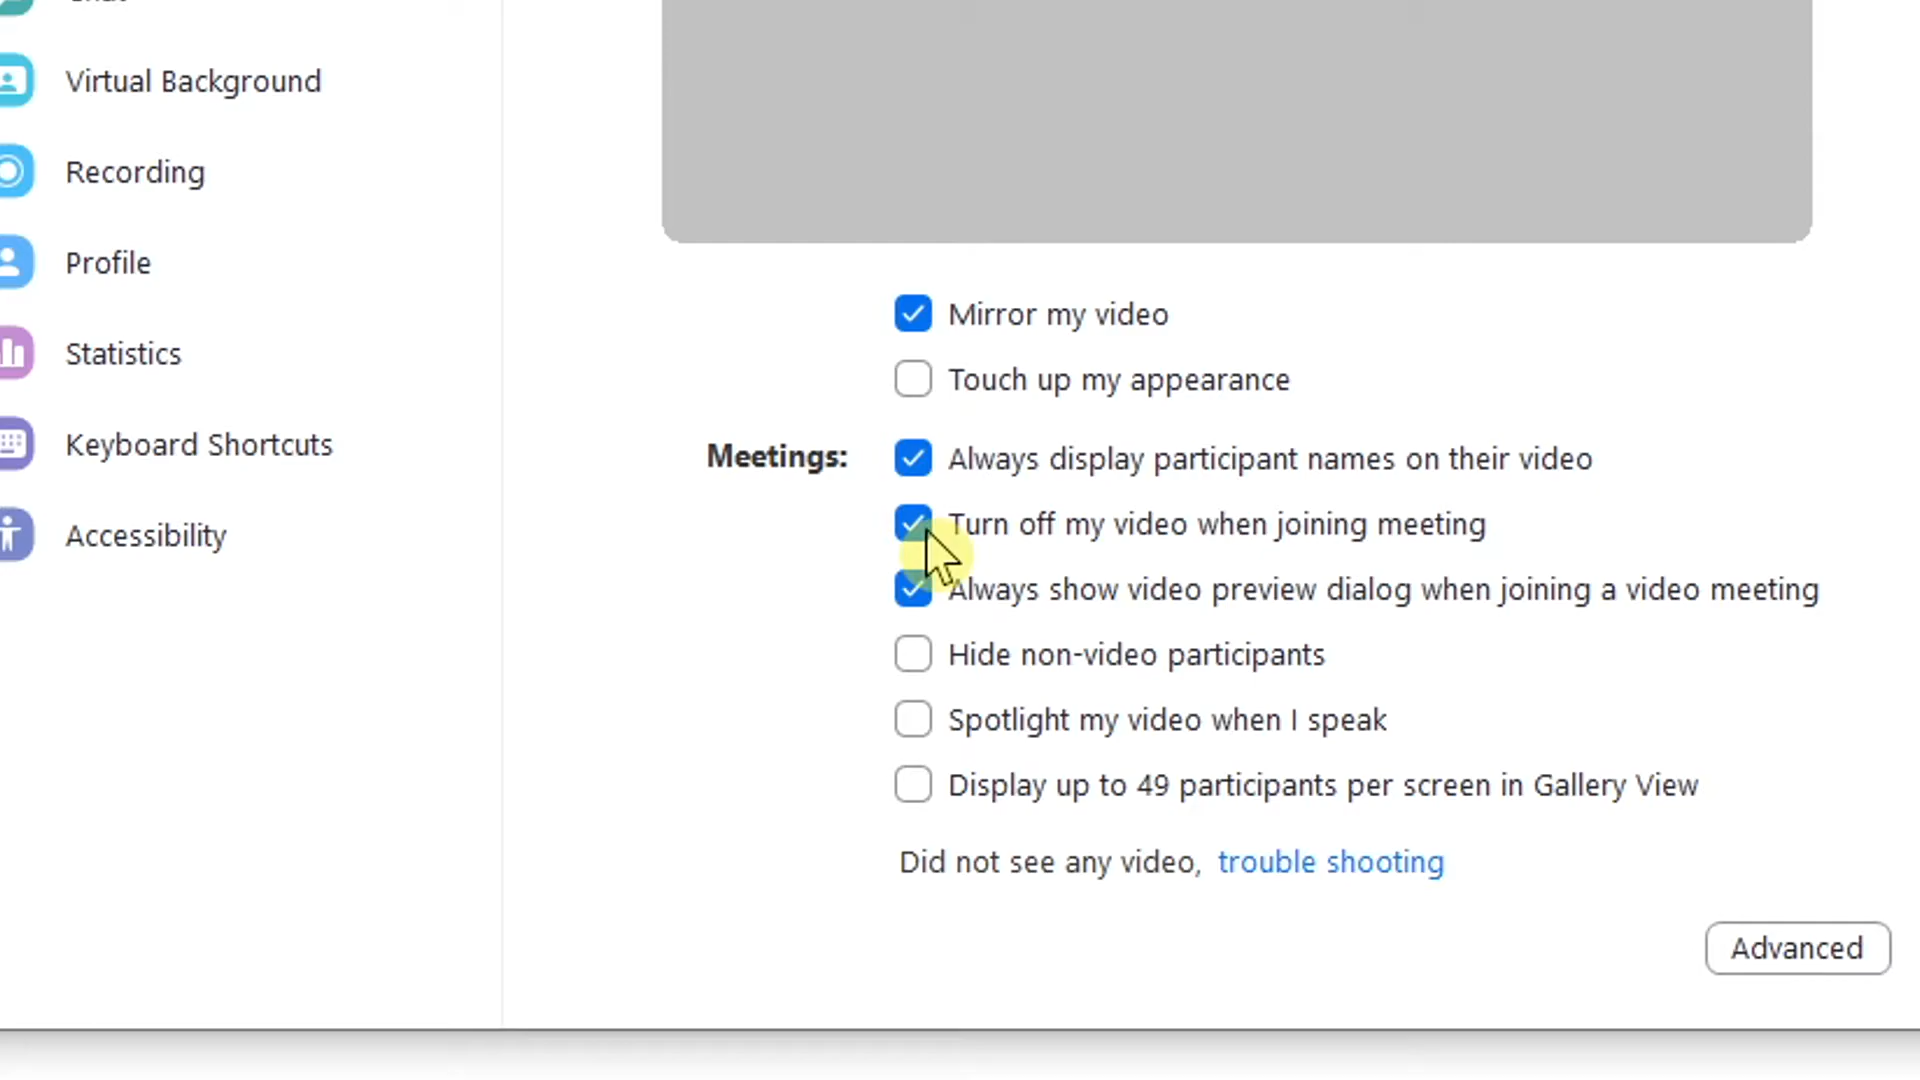 Virtual Background
Recording
Profile
Statistics
Keyboard Shortcuts
Accessibility
Mirror my video
Touch up my appearance
Meetings:
Always display participant names on their video
Turn off my video when joining meeting
Always show video preview dialog when joining a video meeting
Hide non-video participants
Spotlight my video when I speak
Display up to 49 participants per screen in Gallery View
Did not see any video, trouble shooting
Advanced